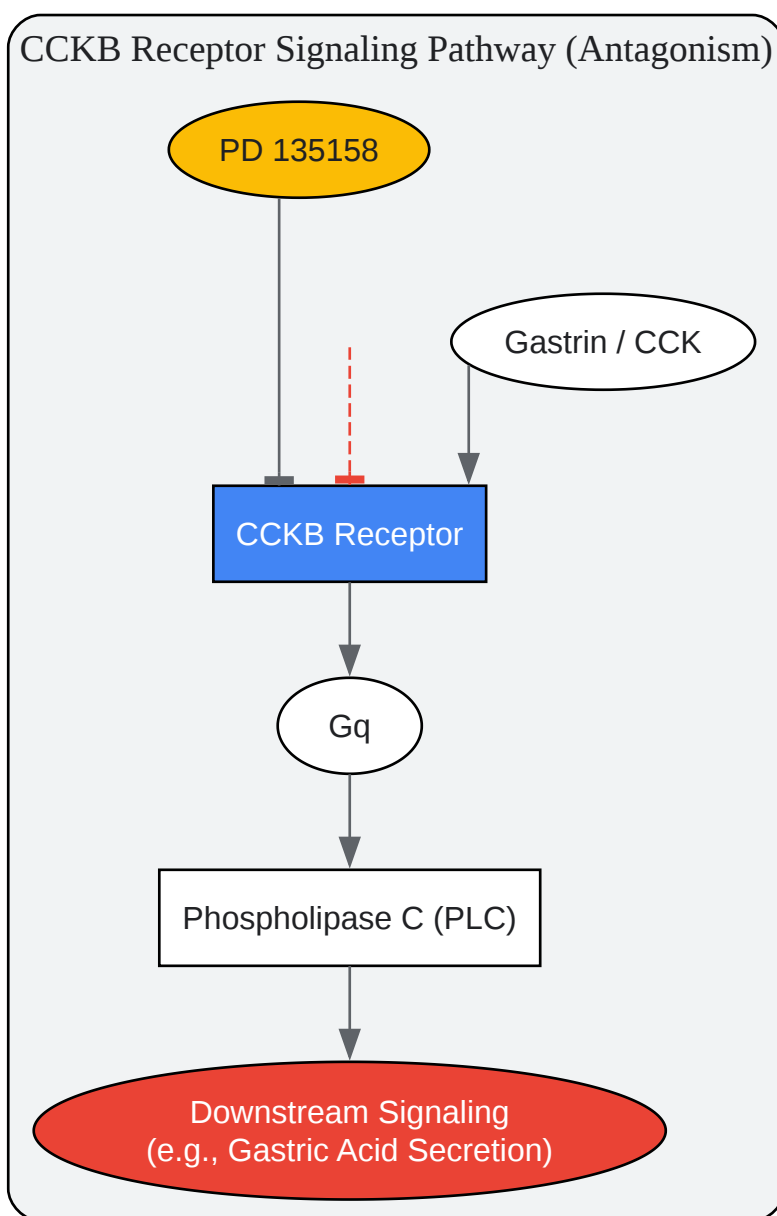 CCKB Receptor Signaling Pathway (Antagonism)
PD 135158
Gastrin / CCK
CCKB Receptor
Gq
Phospholipase C (PLC)
Downstream Signaling
(e.g., Gastric Acid Secretion)